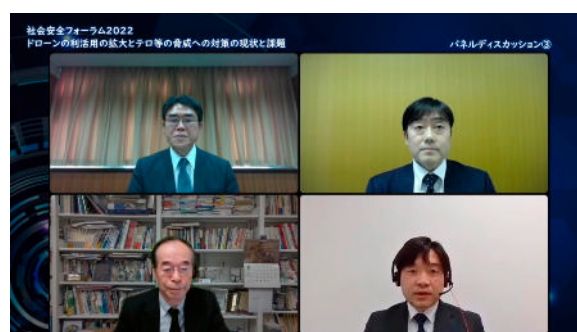 社会安全フォーラム2022
ドローンの利活用の拡大とテロ等の脅威への対策の現状と課題
パネルディスカッション③